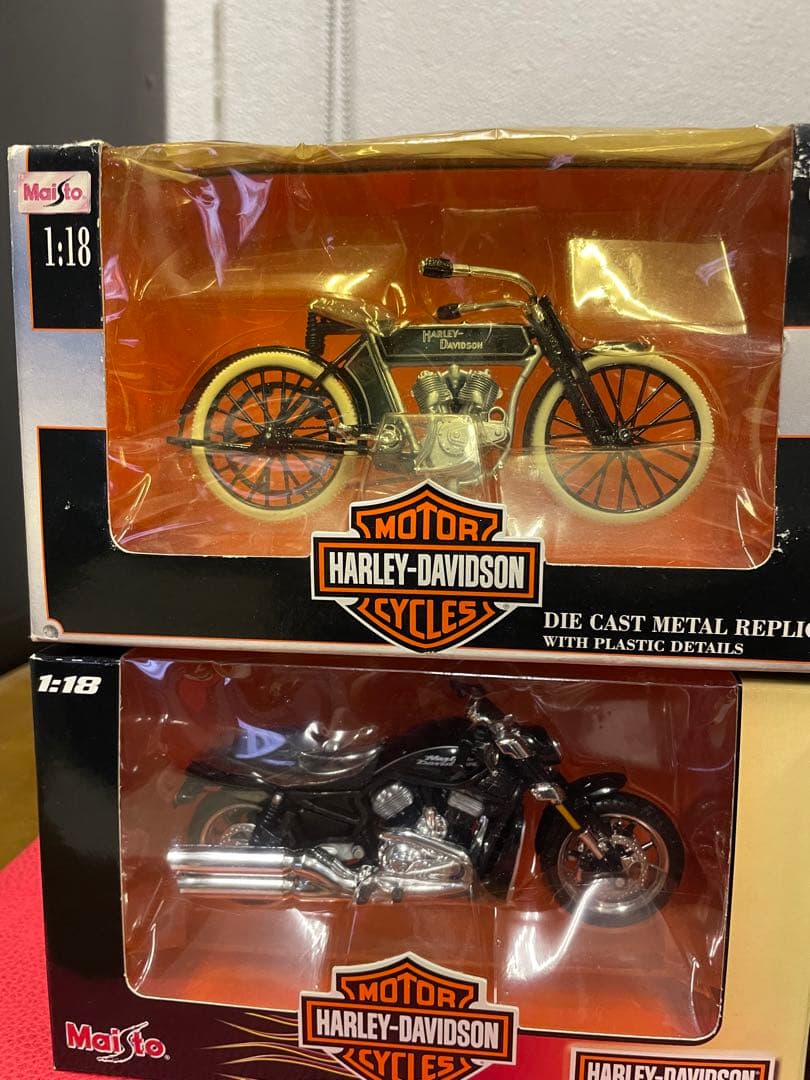 Maisto
1:18
HARLEY-
DAVIDSON
MOTOR
HARLEY-DAVIDSON
CYCLES
DIE CAST METAL REPLIC
WITH PLASTIC DETAILS
1:18
MOTOR
HARLEY-DAVIDSON
CYCLES
Maisto
HARLEY-DAVIDSON